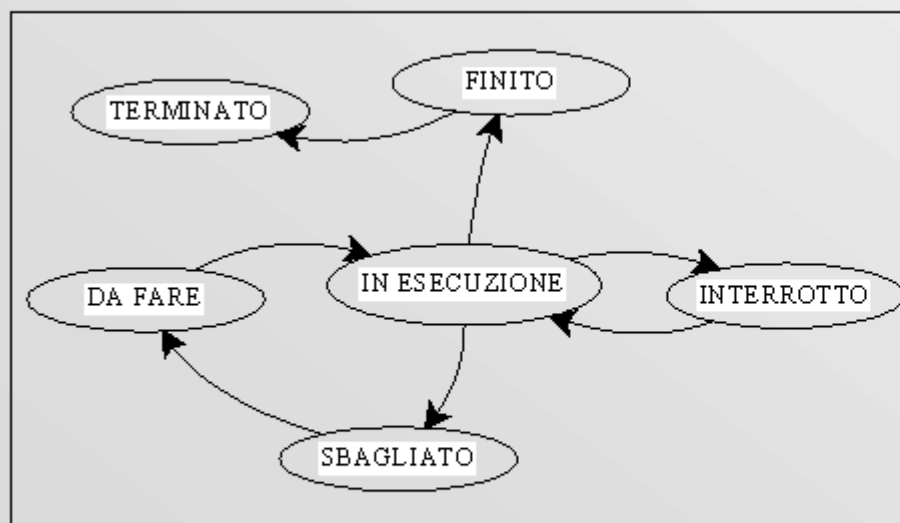 FINITO
TERMINATO
IN ESECUZIONE
DA FARE
INTERROTTO
SBAGLIATO